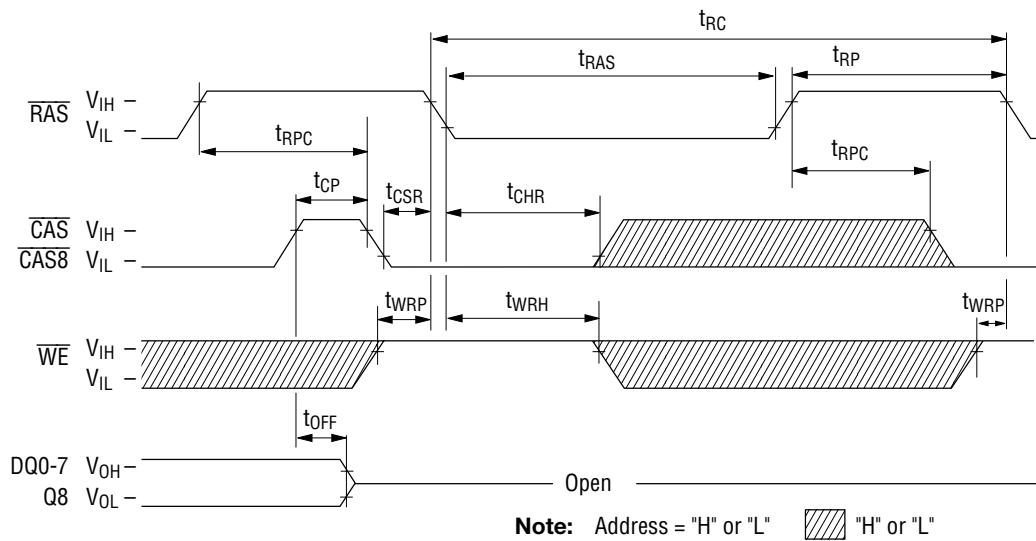 tRC
tRAS
tRP
RAS VIH
VIL
tRPC
tRPC
tCP
tCSR
tCHR
CAS VIH
CAS8 VIL
tWRP
tWRH
tWRP
WE VIH
VIL
tOFF
DQ0-7 VOH
Q8 VOL
Open
Note: Address = "H" or "L" "H" or "L"